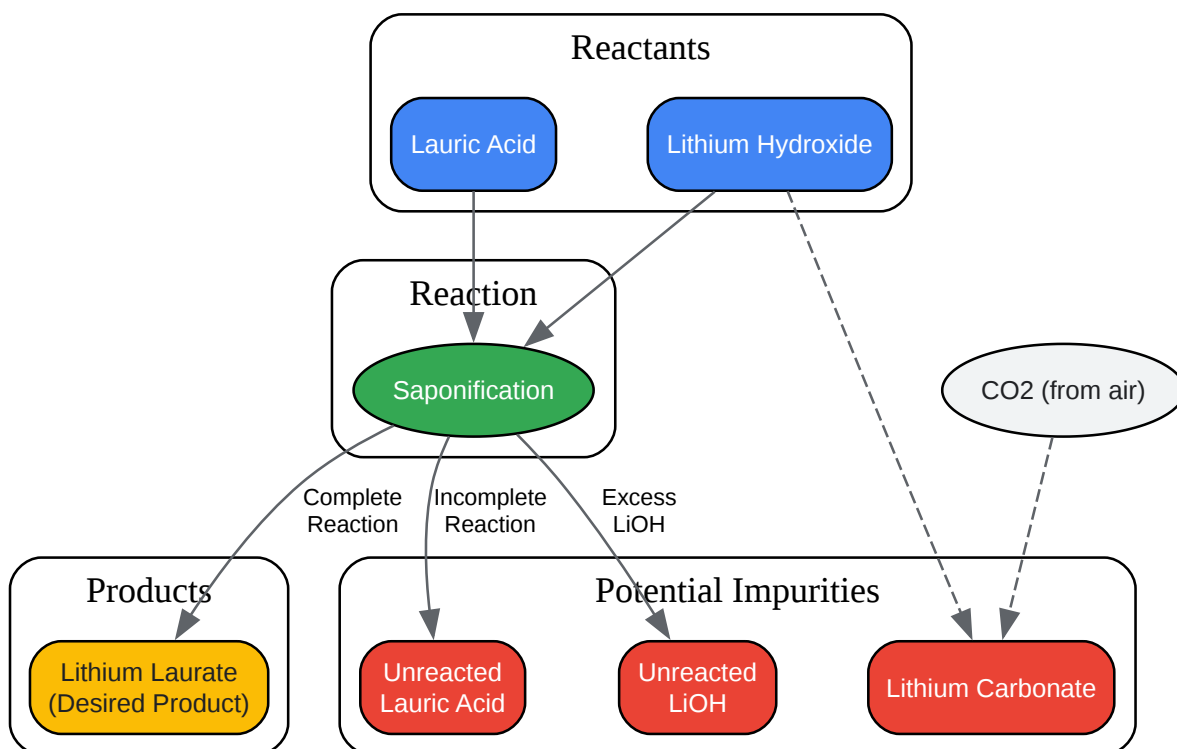 Reactants
Lauric Acid
Lithium Hydroxide
Reaction
Saponification
CO2 (from air)
Complete
Reaction
Incomplete
Reaction
Excess
LiOH
Products
Potential Impurities
Lithium Laurate
(Desired Product)
Unreacted
Lauric Acid
Unreacted
LiOH
Lithium Carbonate